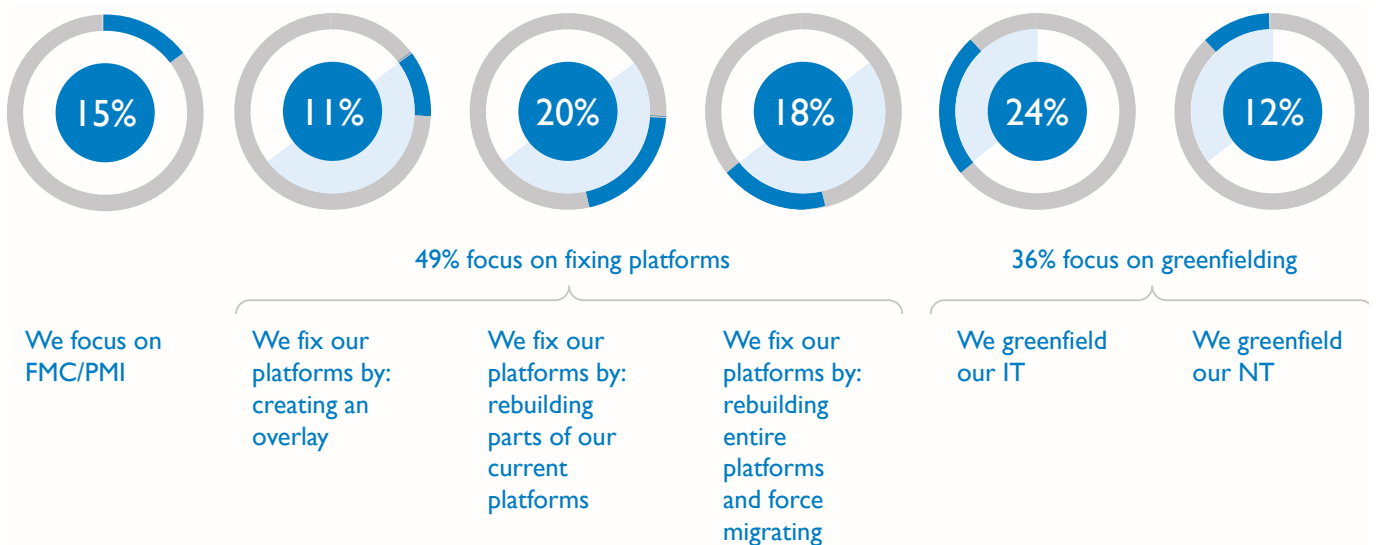 15%
11%
20%
18%
24%
12%
49% focus on fixing platforms
36% focus on greenfielding
We focus on
FMC/PMI
We fix our
platforms by:
creating an
overlay
We fix our
platforms by:
rebuilding
parts of our
current
platforms
We fix our
platforms by:
rebuilding
entire
platforms
and force
migrating
We greenfield
our IT
We greenfield
our NT